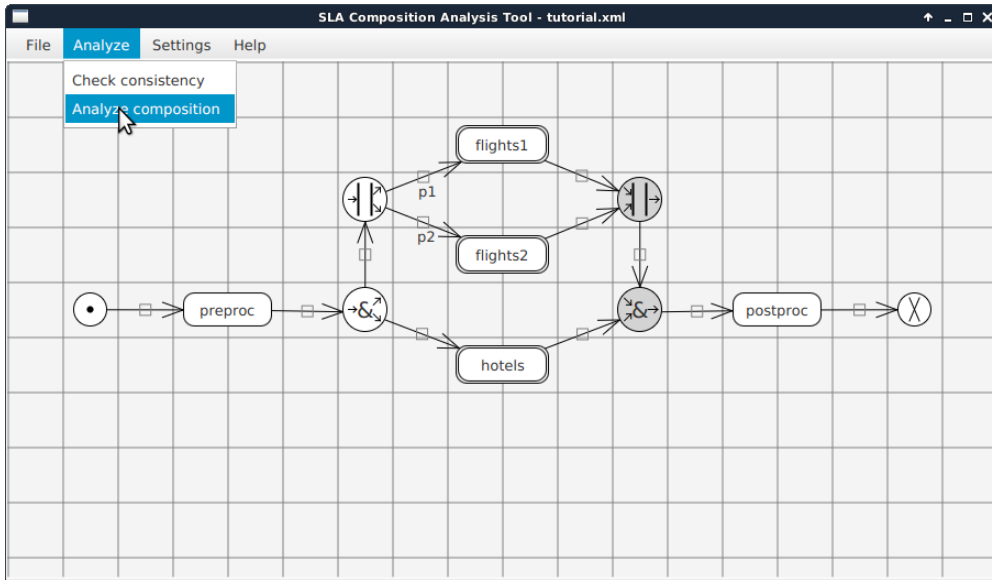 SLA Composition Analysis Tool - tutorial.xml
File Analyze Settings Help
Check consistency
Analyze composition
flights1
p1
p2
flights2
preproc
&
&
postproc
hotels